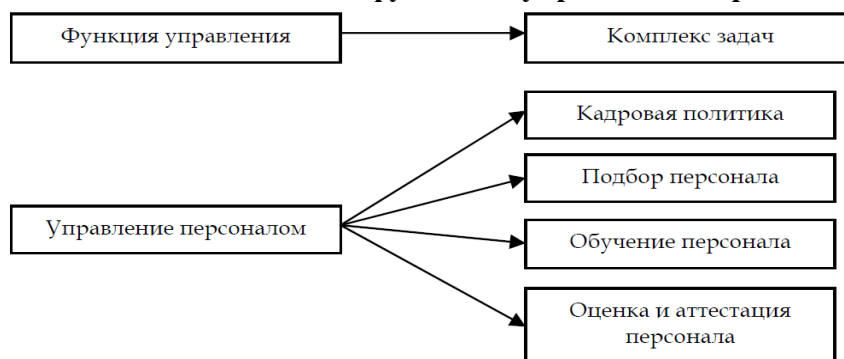 Функция управления
Комплекс задач
Кадровая политика
Подбор персонала
Управление персоналом
Обучение персонала
Оценка и аттестация
персонала